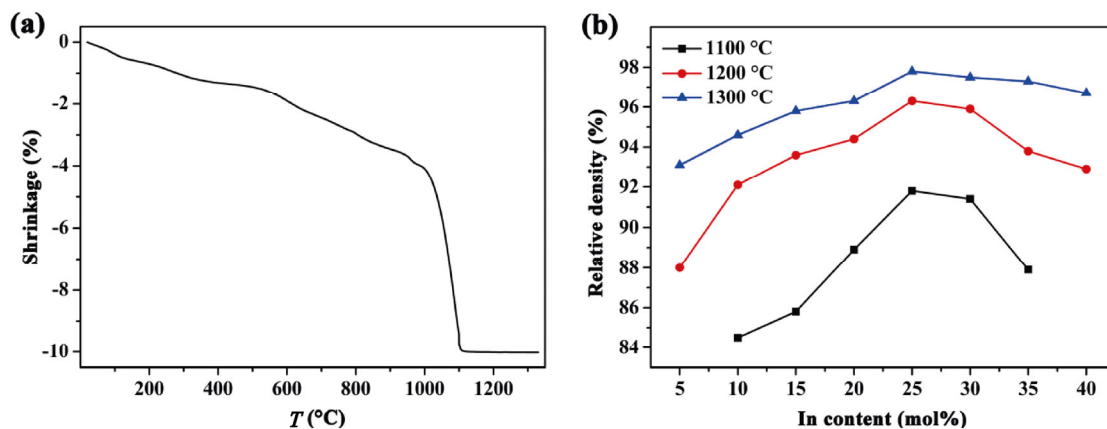 (a)
0
-2
-4
-6
-8
-10
Shrinkage (%)
200 400 600 800 1000 1200
T (°C)
(b)
1100 °C
1200 °C
1300 °C
98
96
94
92
90
88
86
84
Relative density (%)
5 10 15 20 25 30 35 40
In content (mol%)